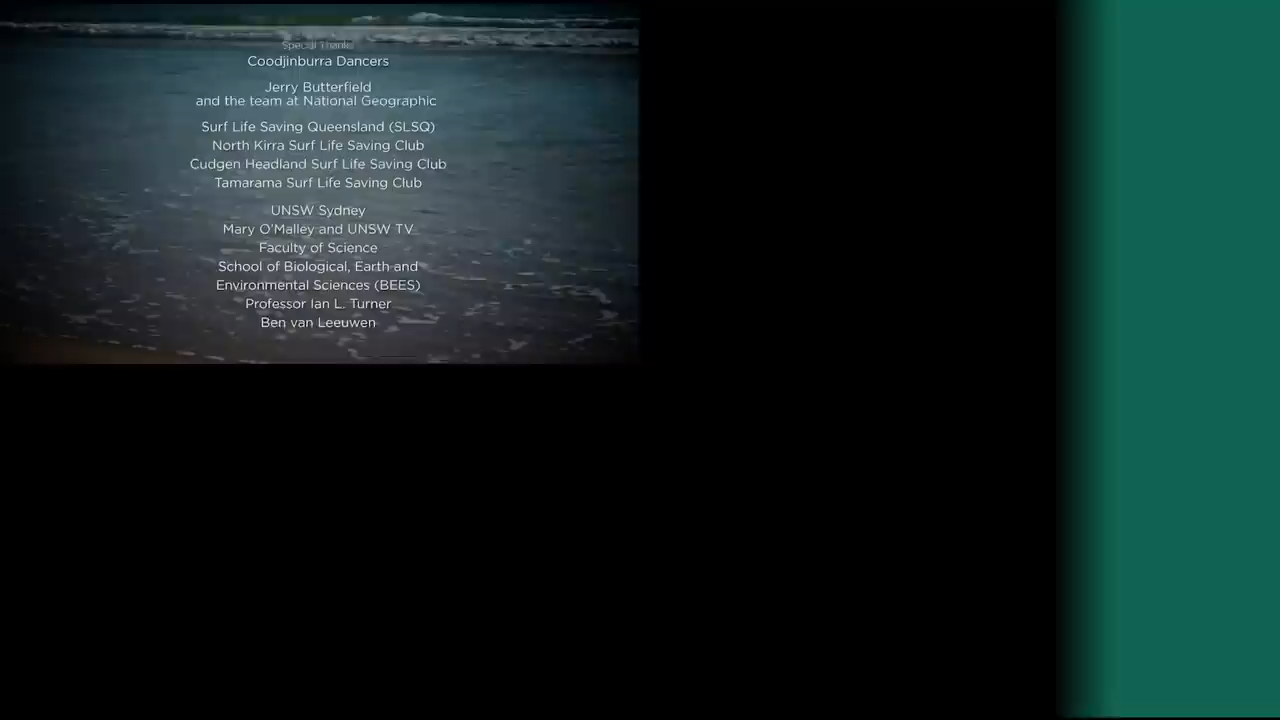 Special Thanks
Coodjinburra Dancers
Jerry Butterfield
and the team at National Geographic
Surf Life Saving Queensland (SLSQ)
North Kirra Surf Life Saving Club
Cudgen Headland Surf Life Saving Club
Tamarama Surf Life Saving Club
UNSW Sydney
Mary O'Malley and UNSW TV
Faculty of Science
School of Biological, Earth and
Environmental Sciences (BEES)
Professor Ian L. Turner
Ben van Leeuwen